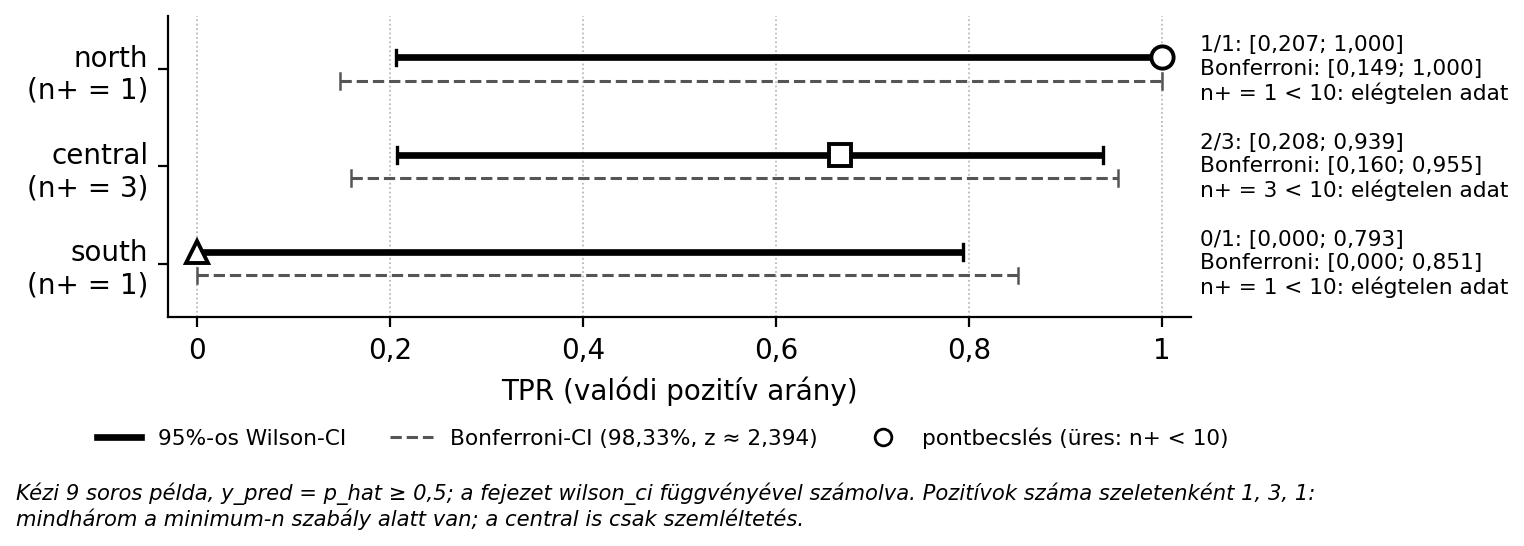 north
(n+ = 1)
1/1: [0,207; 1,000]
Bonferroni: [0,149; 1,000]
n+ = 1 < 10: elégtelen adat
central
(n+ = 3)
2/3: [0,208; 0,939]
Bonferroni: [0,160; 0,955]
n+ = 3 < 10: elégtelen adat
south
(n+ = 1)
0/1: [0,000; 0,793]
Bonferroni: [0,000; 0,851]
n+ = 1 < 10: elégtelen adat
0 0,2 0,4 0,6 0,8 1
TPR (valódi pozitív arány)
95%-os Wilson-CI
Bonferroni-CI (98,33%, z ≈ 2,394)
pontbecslés (üres: n+ < 10)
Kézi 9 soros példa, y_pred = p_hat ≥ 0,5; a fejezet wilson_ci függvényével számolva. Pozitívok száma szeletenként 1, 3, 1:
mindhárom a minimum-n szabály alatt van; a central is csak szemléltetés.